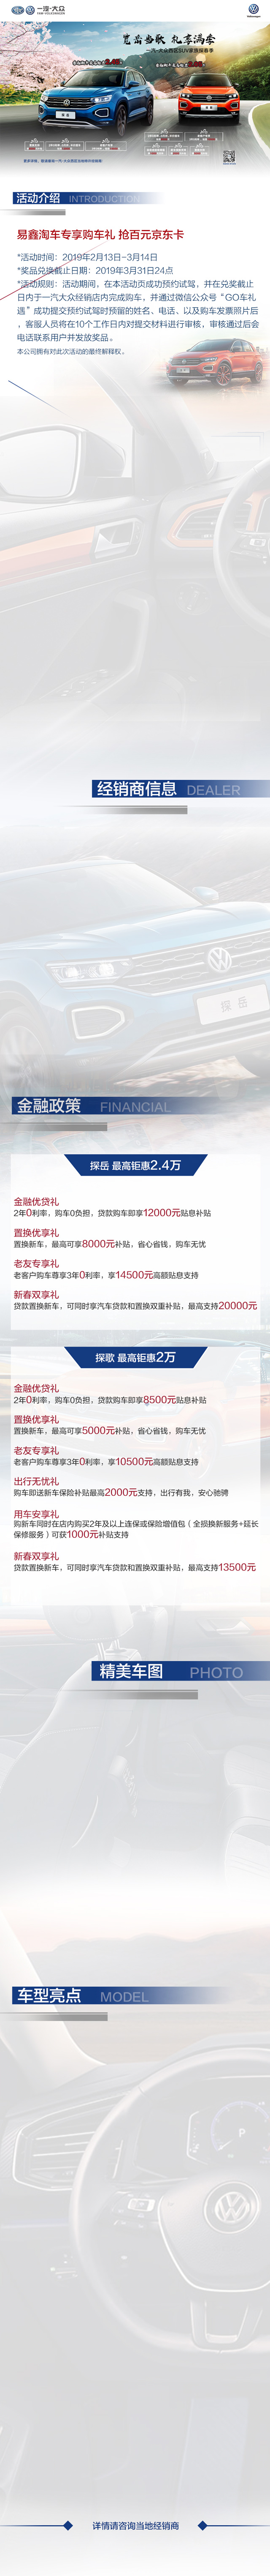 一汽-大众
FAW-VOLKSWAGEN
Volkswagen
一汽-大众西区SUV家族探春季
活动介绍 INTRODUCTION
易鑫淘车专享购车礼 抢百元京东卡
*活动时间：2019年2月13日-3月14日
*奖品兑换截止日期：2019年3月31日24点
*活动规则：活动期间，在本活动页成功预约试驾，并在兑奖截止
日内于一汽大众经销店内完成购车，并通过微信公众号“GO车礼
遇”成功提交预约试驾时预留的姓名、电话、以及购车发票照片后
，客服人员将在10个工作日内对提交材料进行审核，审核通过后会
电话联系用户并发放奖品。
本公司拥有对此次活动的最终解释权。
经销商信息 DEALER
探岳
金融政策 FINANCIAL
探岳 最高钜惠2.4万
金融优贷礼
2年0利率，购车0负担，贷款购车即享12000元贴息补贴
置换优享礼
置换新车，最高可享8000元补贴，省心省钱，购车无忧
老友专享礼
老客户购车尊享3年0利率，享14500元高额贴息支持
新春双享礼
贷款置换新车，可同时享汽车贷款和置换双重补贴，最高支持20000元
探歌 最高钜惠2万
金融优贷礼
2年0利率，购车0负担，贷款购车即享8500元贴息补贴
置换优享礼
置换新车，最高可享5000元补贴，省心省钱，购车无忧
老友专享礼
老客户购车尊享3年0利率，享10500元高额贴息支持
出行无忧礼
购车即送新车保险补贴最高2000元支持，出行有我，安心驰骋
用车安享礼
购新车同时在店内购买2年及以上连保或保险增值包（全损换新服务+延长
保修服务）可获1000元补贴支持
新春双享礼
贷款置换新车，可同时享汽车贷款和置换双重补贴，最高支持13500元
精美车图 PHOTO
车型亮点 MODEL
详情请咨询当地经销商